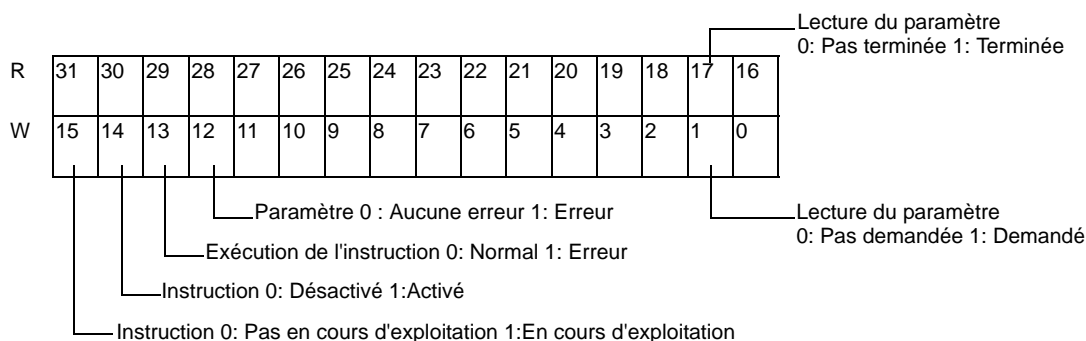 Lecture du paramètre
0: Pas terminée 1: Terminée
R 31 30 29 28 27 26 25 24 23 22 21 20 19 18 17 16
W 15 14 13 12 11 10 9 8 7 6 5 4 3 2 1 0
Paramètre 0 : Aucune erreur 1: Erreur
Lecture du paramètre
0: Pas demandée 1: Demandé
Exécution de l'instruction 0: Normal 1: Erreur
Instruction 0: Désactivé 1:Activé
Instruction 0: Pas en cours d'exploitation 1:En cours d'exploitation